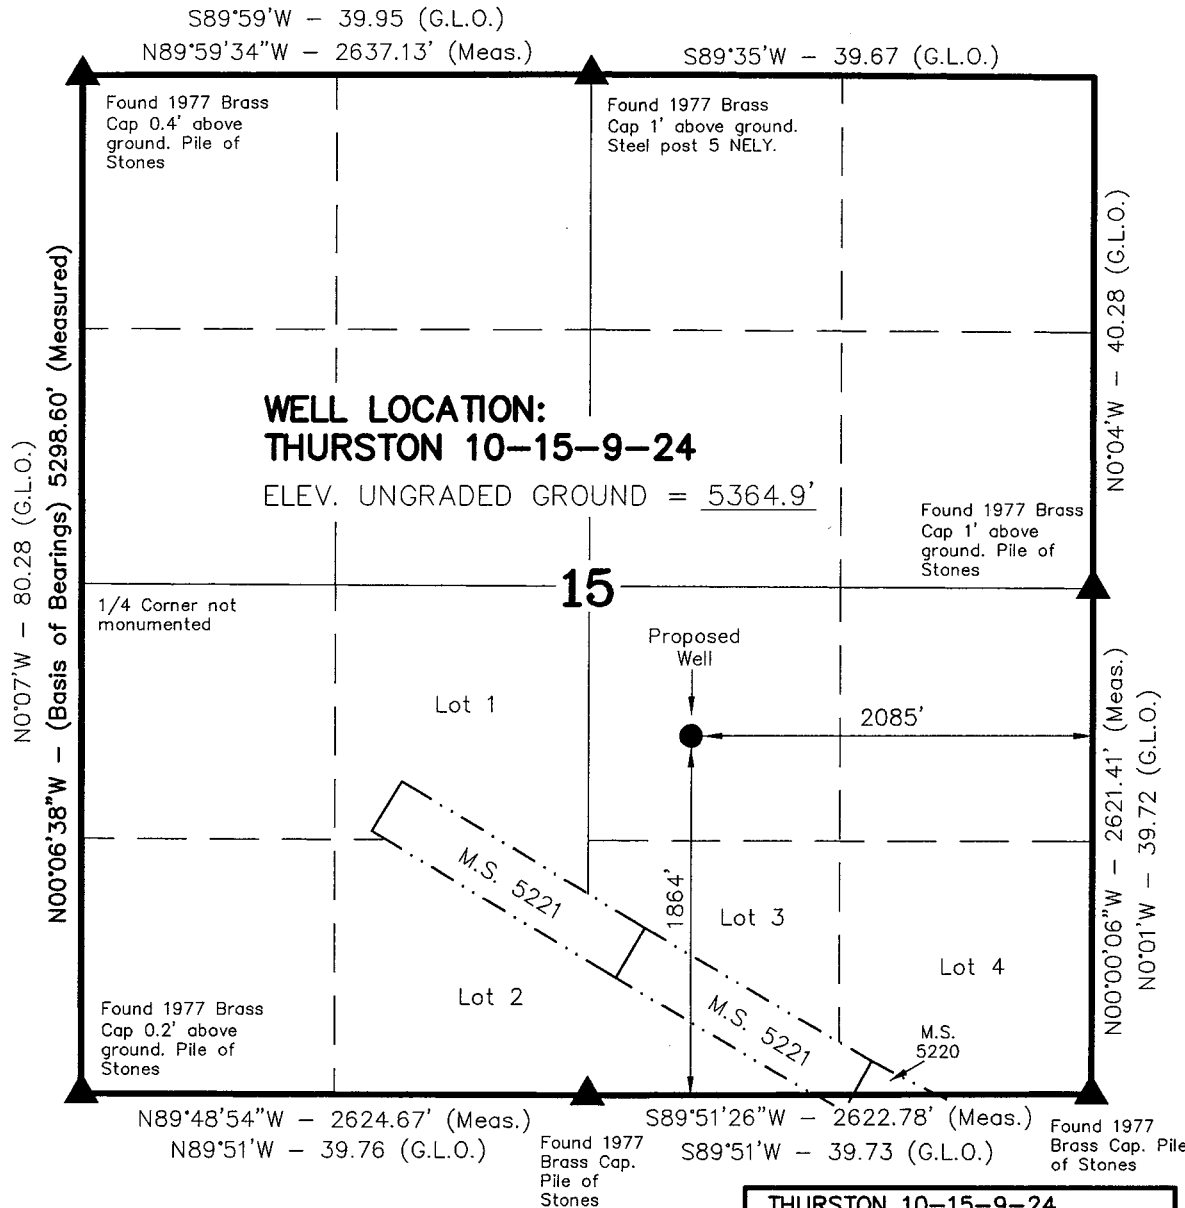 S89°59'W – 39.95 (G.L.O.)
N89°59'34"W – 2637.13' (Meas.)
S89°35'W – 39.67 (G.L.O.)
Found 1977 Brass
Cap 0.4' above
ground. Pile of
Stones
Found 1977 Brass
Cap 1' above ground.
Steel post 5 NELY.
N0°04'W – 40.28 (G.L.O.)
N0°07'W – 80.28 (G.L.O.)
N00°06'38"W – (Basis of Bearings) 5298.60' (Measured)
WELL LOCATION:
THURSTON 10–15–9–24
ELEV. UNGRADED GROUND = 5364.9'
Found 1977 Brass
Cap 1' above
ground. Pile of
Stones
15
1/4 Corner not
monumented
Proposed
Well
Lot 1
2085'
N00°00'06"W – 2621.41' (Meas.)
N0°01'W – 39.72 (G.L.O.)
M.S. 5221
1864'
Lot 3
Lot 4
Lot 2
M.S. 5221
M.S.
5220
Found 1977 Brass
Cap 0.2' above
ground. Pile of
Stones
N89°48'54"W – 2624.67' (Meas.)
N89°51'W – 39.76 (G.L.O.)
Found 1977
Brass Cap.
Pile of
Stones
S89°51'26"W – 2622.78' (Meas.)
S89°51'W – 39.73 (G.L.O.)
Found 1977
Brass Cap. Pile
of Stones
THURSTON 10–15–9–24